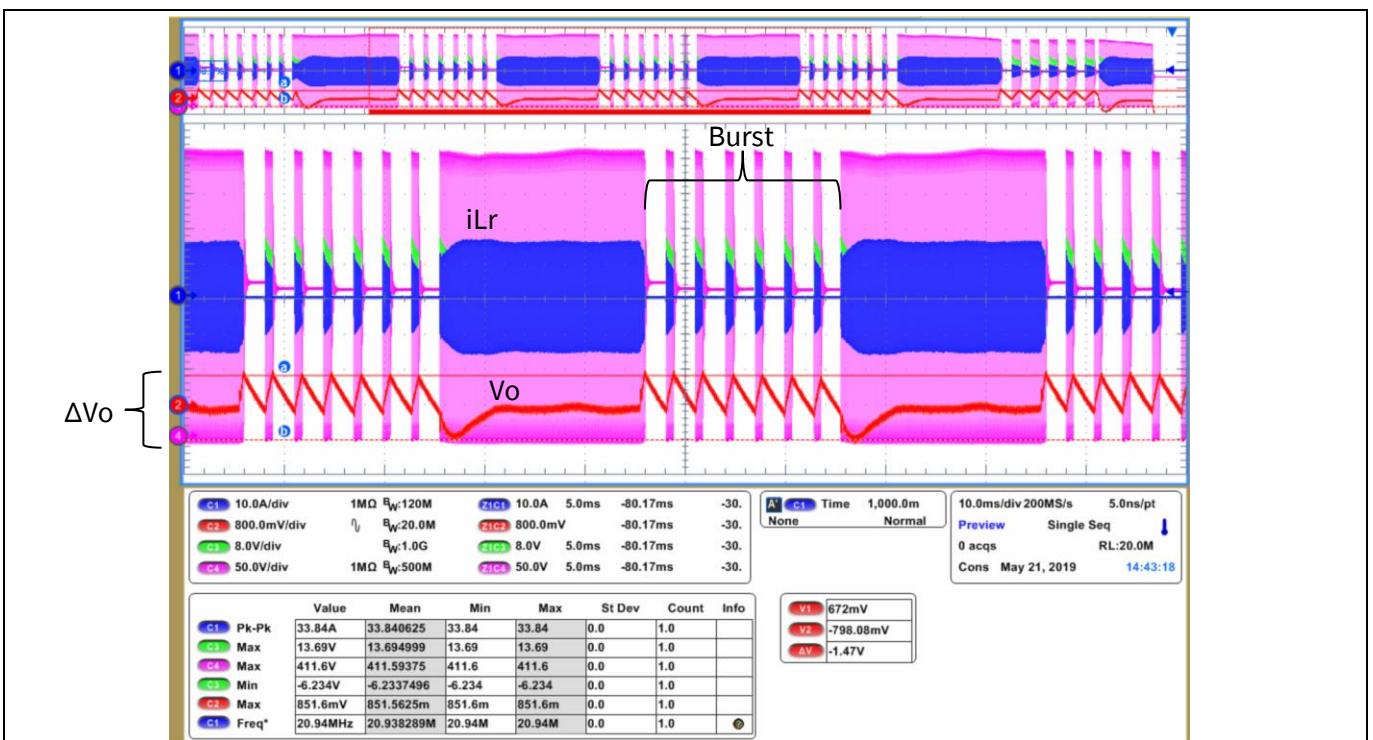 1
a
2
b
Burst
iLr
1
a
Vo
ΔVo
2
b
4
C1 10.0A/div 1MΩ BW:120M Z1C1 10.0A 5.0ms -80.17ms -30.
C2 800.0mV/div BW:20.0M Z1C2 800.0mV -80.17ms -30.
C3 8.0V/div BW:1.0G Z1C3 8.0V 5.0ms -80.17ms -30.
C4 50.0V/div 1MΩ BW:500M Z1C4 50.0V 5.0ms -80.17ms -30.
A' C1 Time 1,000.0m
None Normal
10.0ms/div 200MS/s 5.0ns/pt
Preview Single Seq
0 acqs RL:20.0M
Cons May 21, 2019 14:43:18
Value Mean Min Max St Dev Count Info
C1 Pk-Pk 33.84A 33.840625 33.84 33.84 0.0 1.0
C3 Max 13.69V 13.694999 13.69 13.69 0.0 1.0
C4 Max 411.6V 411.59375 411.6 411.6 0.0 1.0
C3 Min -6.234V -6.2337496 -6.234 -6.234 0.0 1.0
C2 Max 851.6mV 851.5625m 851.6m 851.6m 0.0 1.0
C1 Freq* 20.94MHz 20.938289M 20.94M 20.94M 0.0 1.0
V1 672mV
V2 -798.08mV
ΔV -1.47V